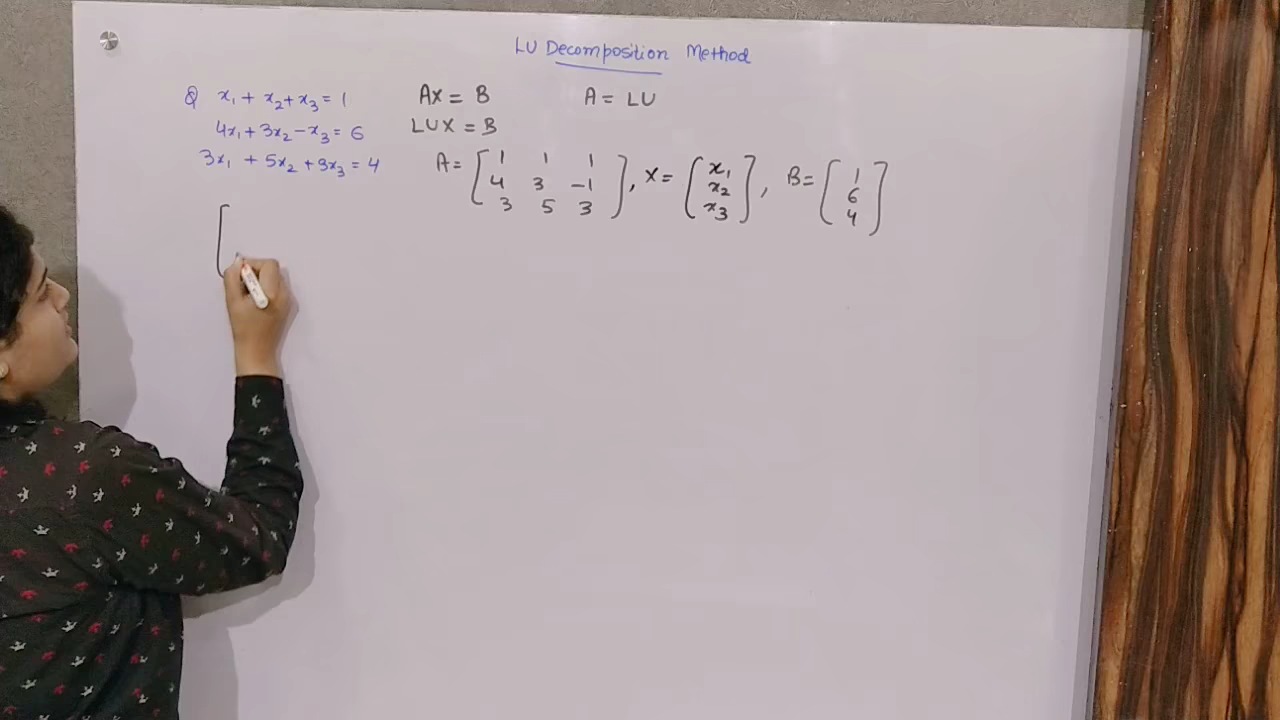 LU Decomposition Method
Q x₁ + x₂ + x₃ = 1
4x₁ + 3x₂ − x₃ = 6
3x₁ + 5x₂ + 3x₃ = 4
AX = B
A = LU
LUX = B
A = [1 1 1
4 3 −1
3 5 3], X = [x₁
x₂
x₃], B = [1
6
4]
[